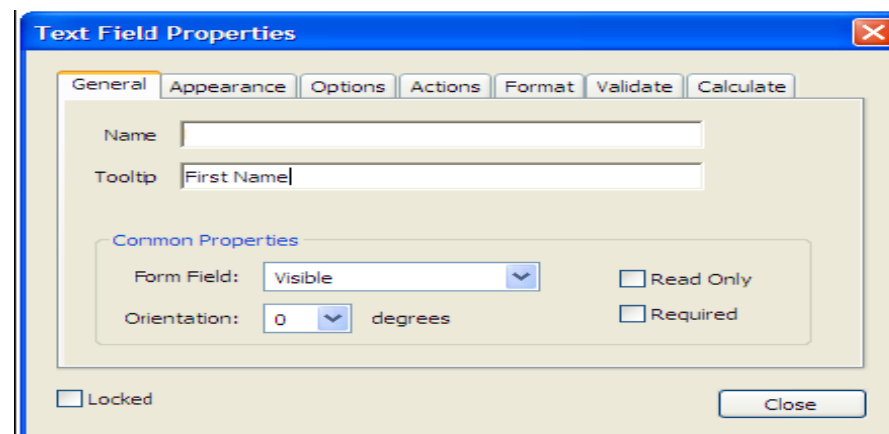 Text Field Properties
General Appearance Options Actions Format Validate Calculate
Name
Tooltip First Name
Common Properties
Form Field: Visible Read Only
Orientation: 0 degrees Required
Locked Close